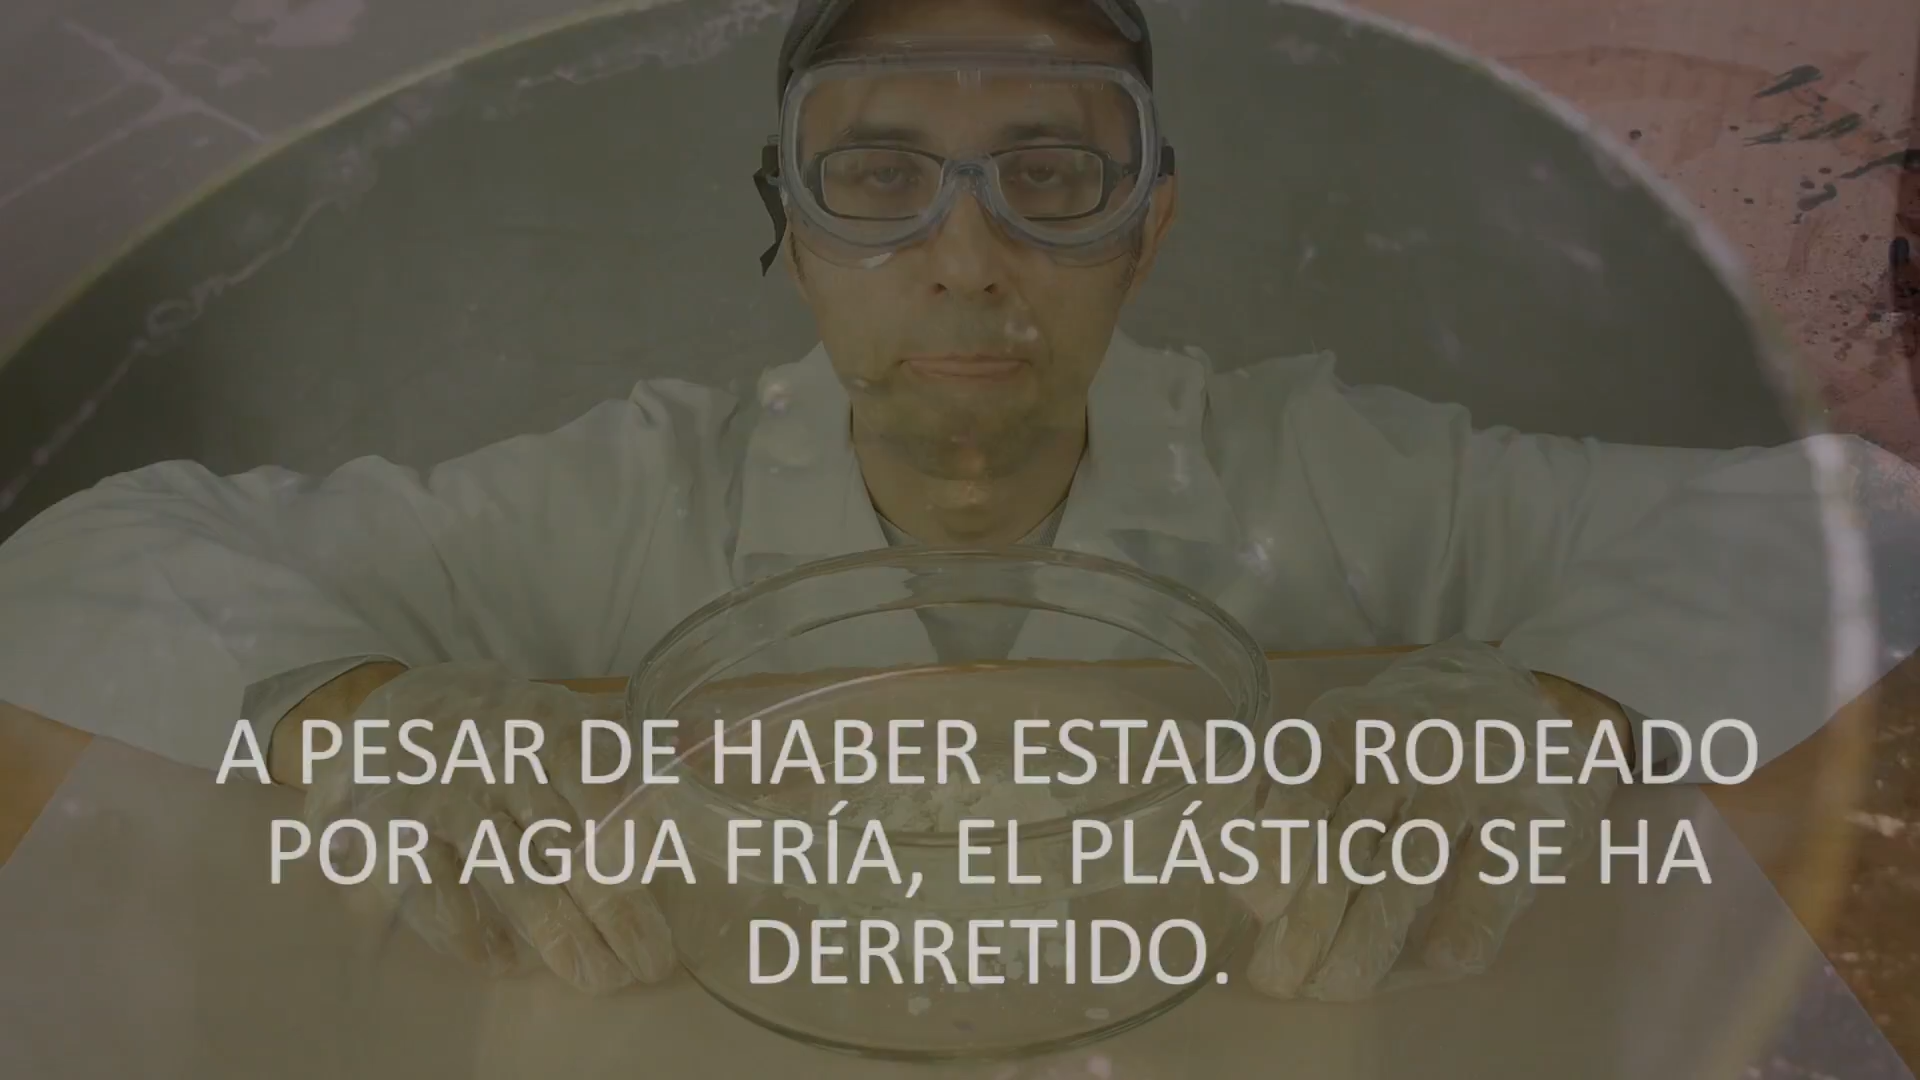 A PESAR DE HABER ESTADO RODEADO
POR AGUA FRÍA, EL PLÁSTICO SE HA
DERRETIDO.